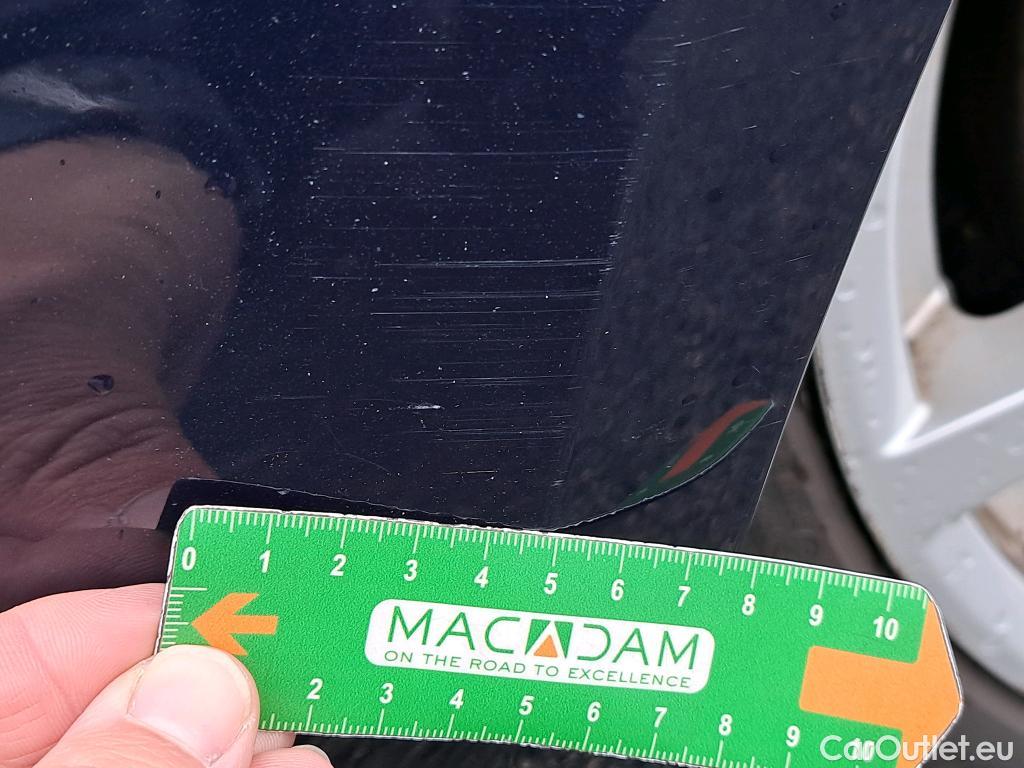 0 1 2 3 4 5 6 7 8 9 10
MACADAM
ON THE ROAD TO EXCELLENCE
2 3 4 5 6 7 8 9 10
CarOutlet.eu